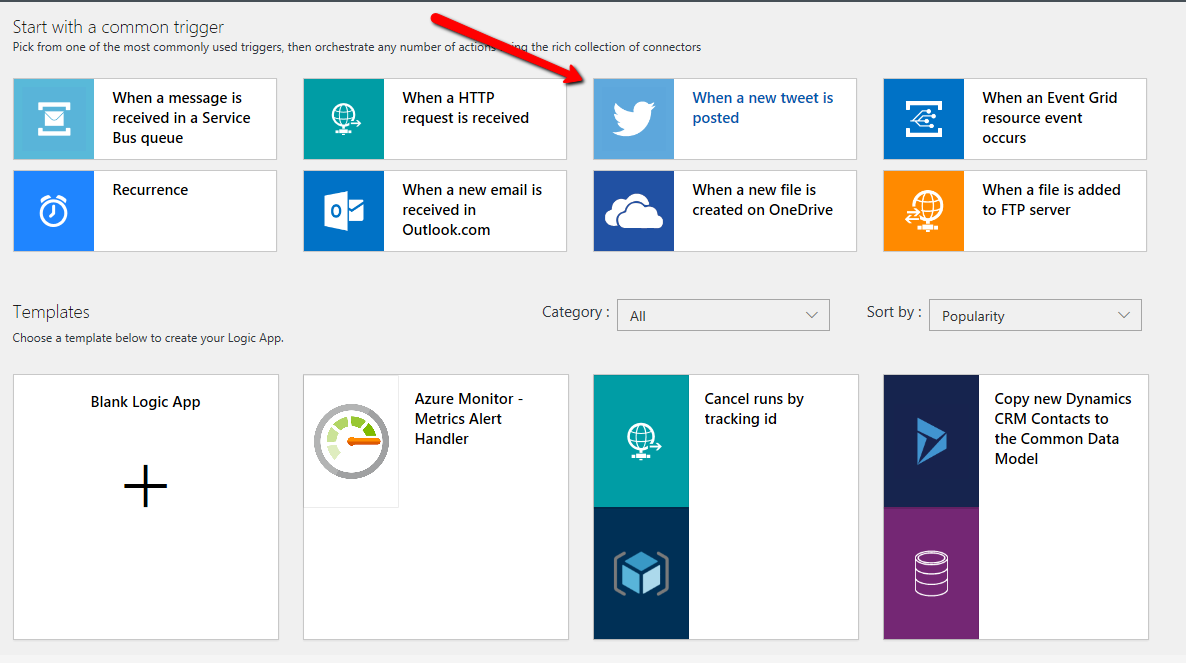 Start with a common trigger
Pick from one of the most commonly used triggers, then orchestrate any number of actions the rich collection of connectors
When a message is
received in a Service
Bus queue
When a HTTP
request is received
When a new tweet is
posted
When an Event Grid
resource event
occurs
Recurrence
When a new email is
received in
Outlook.com
When a new file is
created on OneDrive
When a file is added
to FTP server
Templates
Category :
All
Sort by :
Popularity
Choose a template below to create your Logic App.
Blank Logic App
Azure Monitor -
Metrics Alert
Handler
Cancel runs by
tracking id
Copy new Dynamics
CRM Contacts to
the Common Data
Model